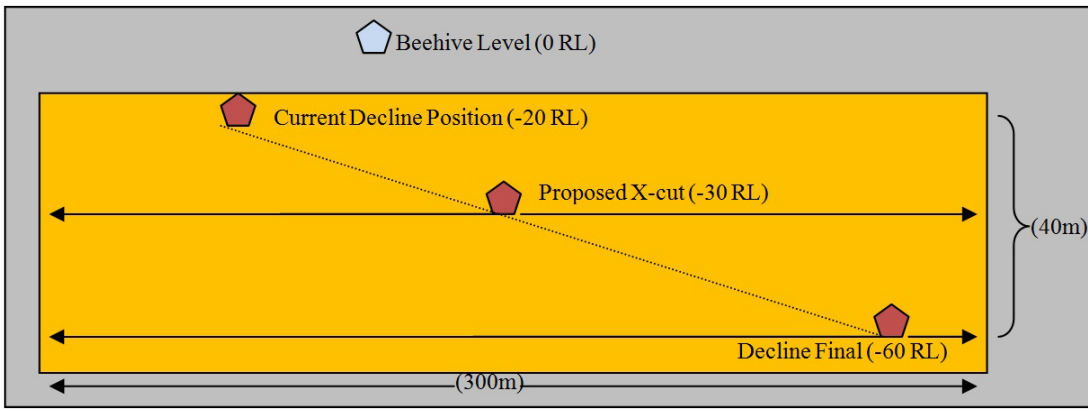 Beehive Level (0 RL)
Current Decline Position (-20 RL)
Proposed X-cut (-30 RL)
(40m)
Decline Final (-60 RL)
(300m)